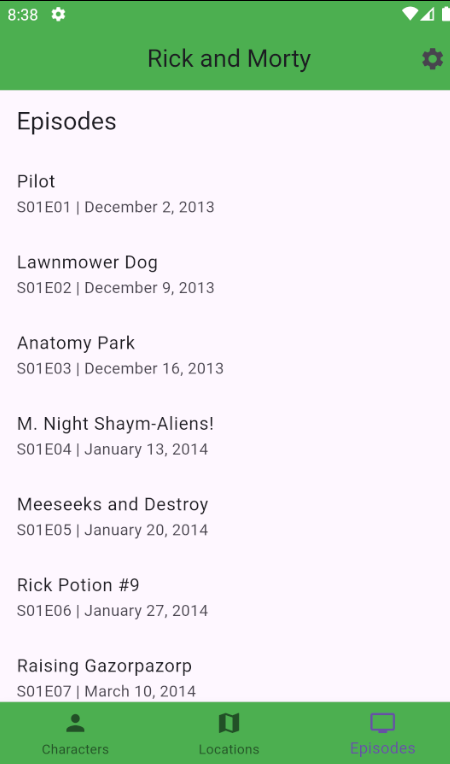 8:38
Rick and Morty
Episodes
Pilot
S01E01 | December 2, 2013
Lawnmower Dog
S01E02 | December 9, 2013
Anatomy Park
S01E03 | December 16, 2013
M. Night Shaym-Aliens!
S01E04 | January 13, 2014
Meeseeks and Destroy
S01E05 | January 20, 2014
Rick Potion #9
S01E06 | January 27, 2014
Raising Gazorpazorp
S01E07 | March 10, 2014
Characters
Locations
Episodes